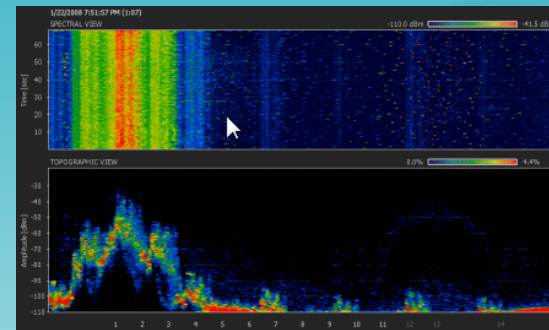 1/22/2008 7:51:57 PM (1:07)
SPECTRAL VIEW
-110.0 dBm
-41.5 dB
Time [sec]
60
50
40
30
20
10
TOPOGRAPHIC VIEW
0.0%
4.4%
Amplitude [dBm]
-30
-40
-50
-60
-70
-80
-90
-100
-110
1 2 3 4 5 6 7 8 9 10 11 12 13 14